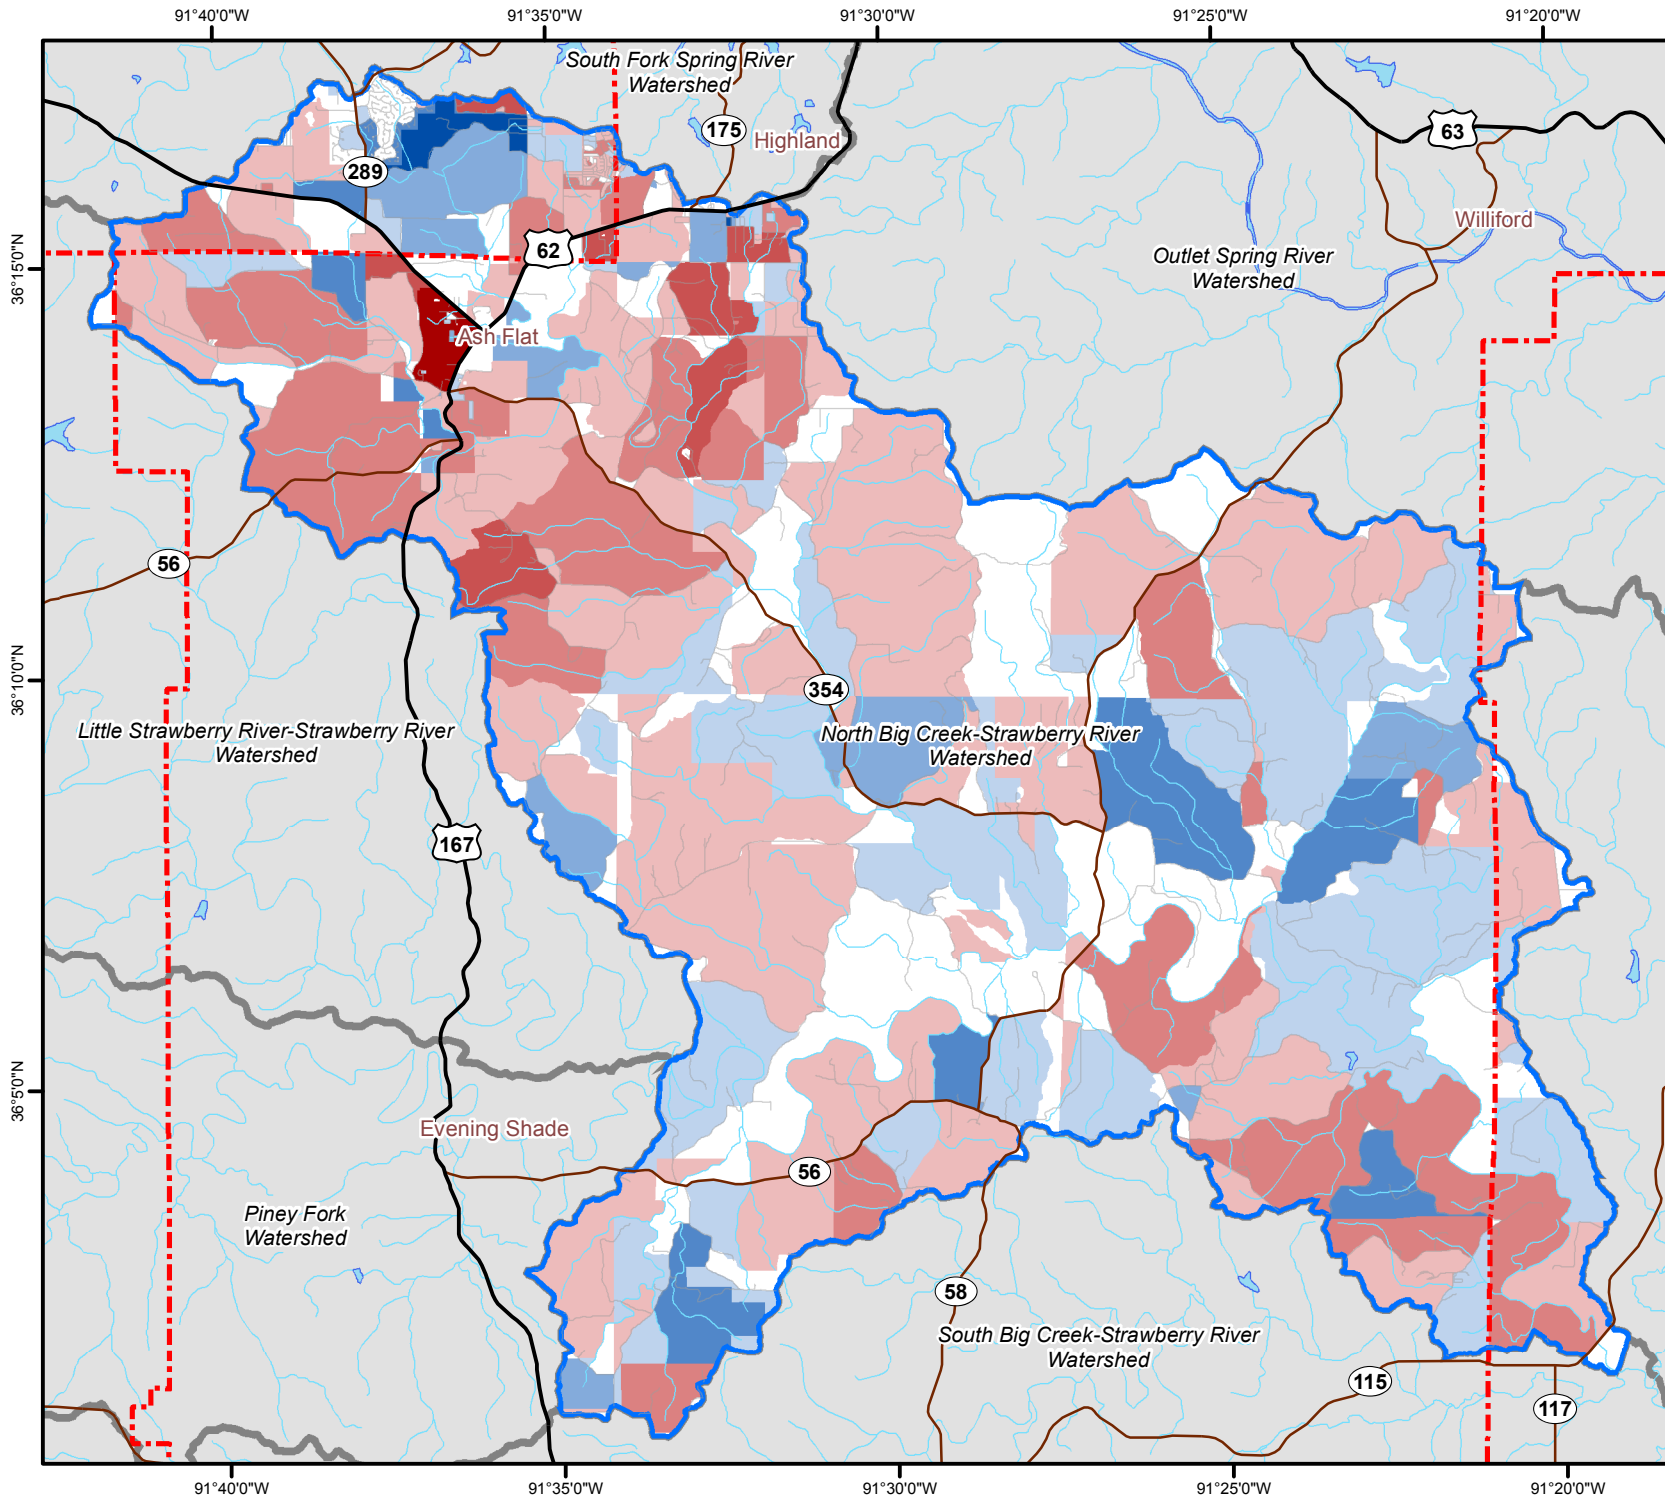 91°40'0"W
91°35'0"W
91°30'0"W
91°25'0"W
91°20'0"W
South Fork Spring River
Watershed
175
Highland
63
289
Williford
62
36°15'0"N
Outlet Spring River
Watershed
Ash Flat
56
36°10'0"N
354
Little Strawberry River-Strawberry River
Watershed
North Big Creek-Strawberry River
Watershed
167
36°5'0"N
Evening Shade
56
Piney Fork
Watershed
58
South Big Creek-Strawberry River
Watershed
115
117
91°40'0"W
91°35'0"W
91°30'0"W
91°25'0"W
91°20'0"W